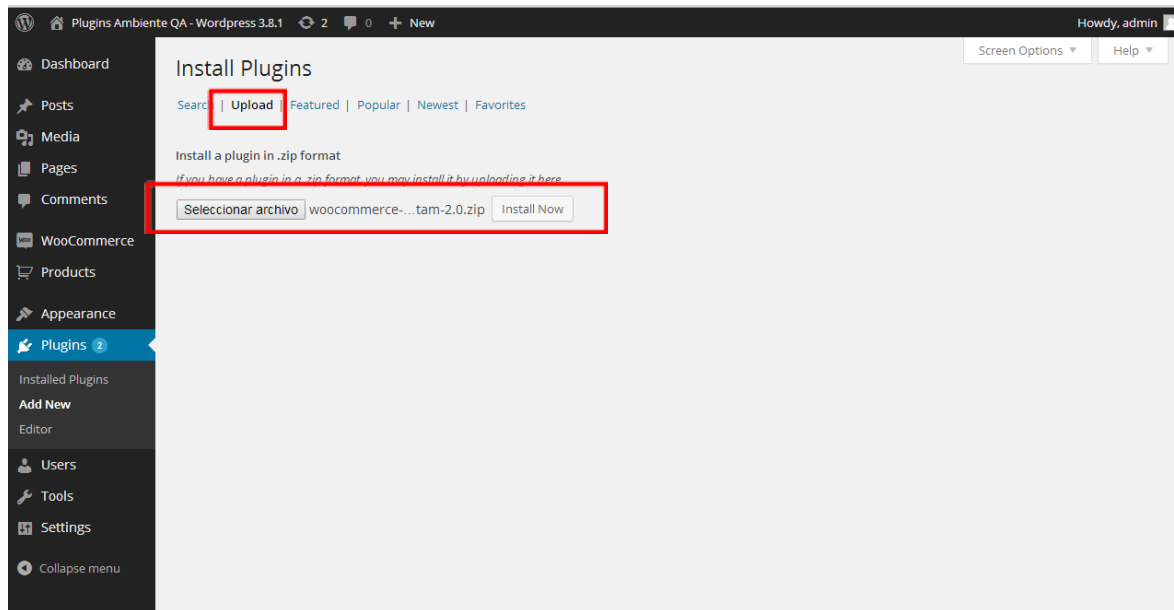 Plugins Ambiente QA - Wordpress 3.8.1 2 0 + New Howdy, admin
Screen Options ▼ Help ▼
Dashboard
Posts
Media
Pages
Comments
WooCommerce
Products
Appearance
Plugins 2
Installed Plugins
Add New
Editor
Users
Tools
Settings
Collapse menu
Install Plugins
Search | Upload | Featured | Popular | Newest | Favorites
Install a plugin in .zip format
If you have a plugin in a .zip format, you may install it by uploading it here.
Seleccionar archivo woocommerce-...tam-2.0.zip Install Now